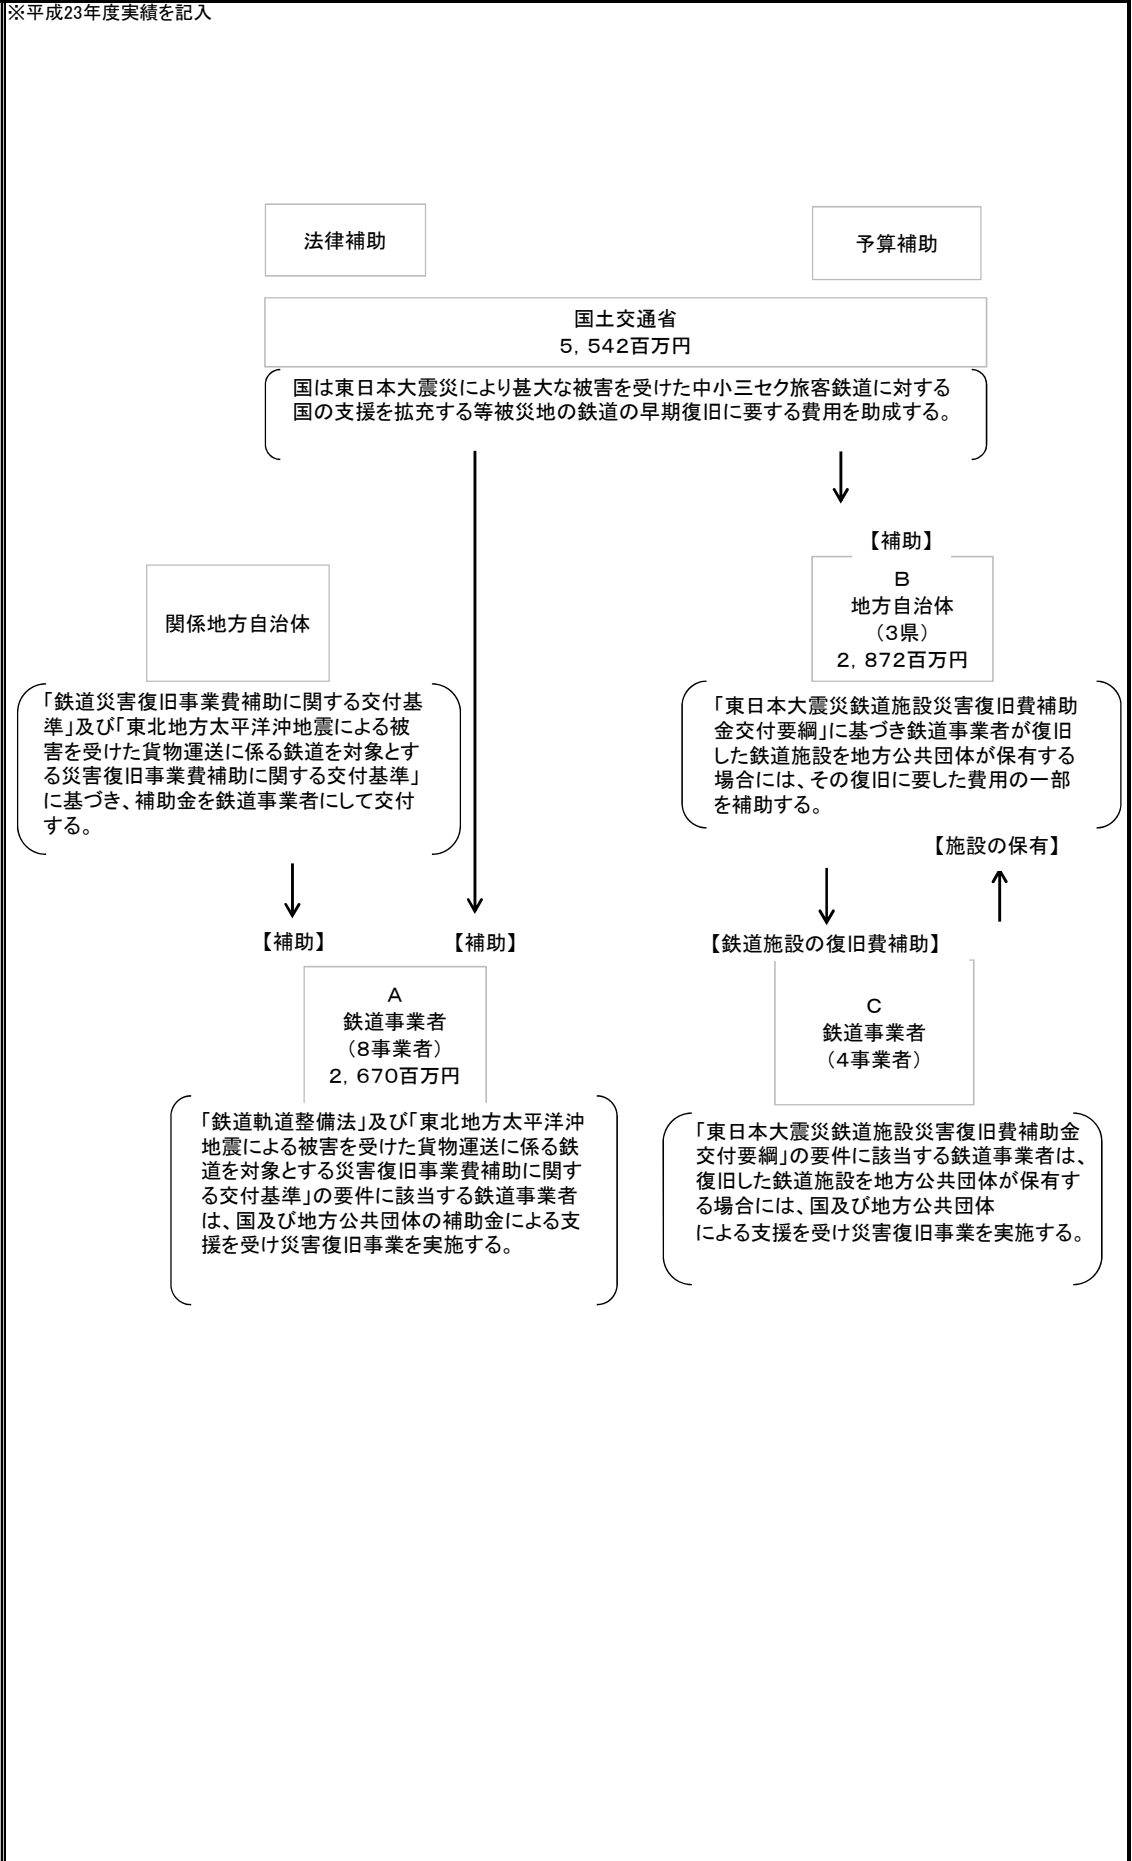 ※平成23年度実績を記入
法律補助
予算補助
国土交通省
５，５４２百万円
国は東日本大震災により甚大な被害を受けた中小三セク旅客鉄道に対する
国の支援を拡充する等被災地の鉄道の早期復旧に要する費用を助成する。
【補助】
Ｂ
地方自治体
（３県）
２，８７２百万円
関係地方自治体
「鉄道災害復旧事業費補助に関する交付基
準」及び「東北地方太平洋沖地震による被
害を受けた貨物運送に係る鉄道を対象とす
る災害復旧事業費補助に関する交付基準」
に基づき、補助金を鉄道事業者にして交付
する。
「東日本大震災鉄道施設災害復旧費補助
金交付要綱」に基づき鉄道事業者が復旧
した鉄道施設を地方公共団体が保有する
場合には、その復旧に要した費用の一部
を補助する。
【施設の保有】
【補助】
【補助】
【鉄道施設の復旧費補助】
Ａ
鉄道事業者
（８事業者）
２，６７０百万円
Ｃ
鉄道事業者
（４事業者）
「鉄道軌道整備法」及び「東北地方太平洋沖
地震による被害を受けた貨物運送に係る鉄
道を対象とする災害復旧事業費補助に関す
る交付基準」の要件に該当する鉄道事業者
は、国及び地方公共団体の補助金による支
援を受け災害復旧事業を実施する。
「東日本大震災鉄道施設災害復旧費補助金
交付要綱」の要件に該当する鉄道事業者は、
復旧した鉄道施設を地方公共団体が保有す
る場合には、国及び地方公共団体
による支援を受け災害復旧事業を実施する。